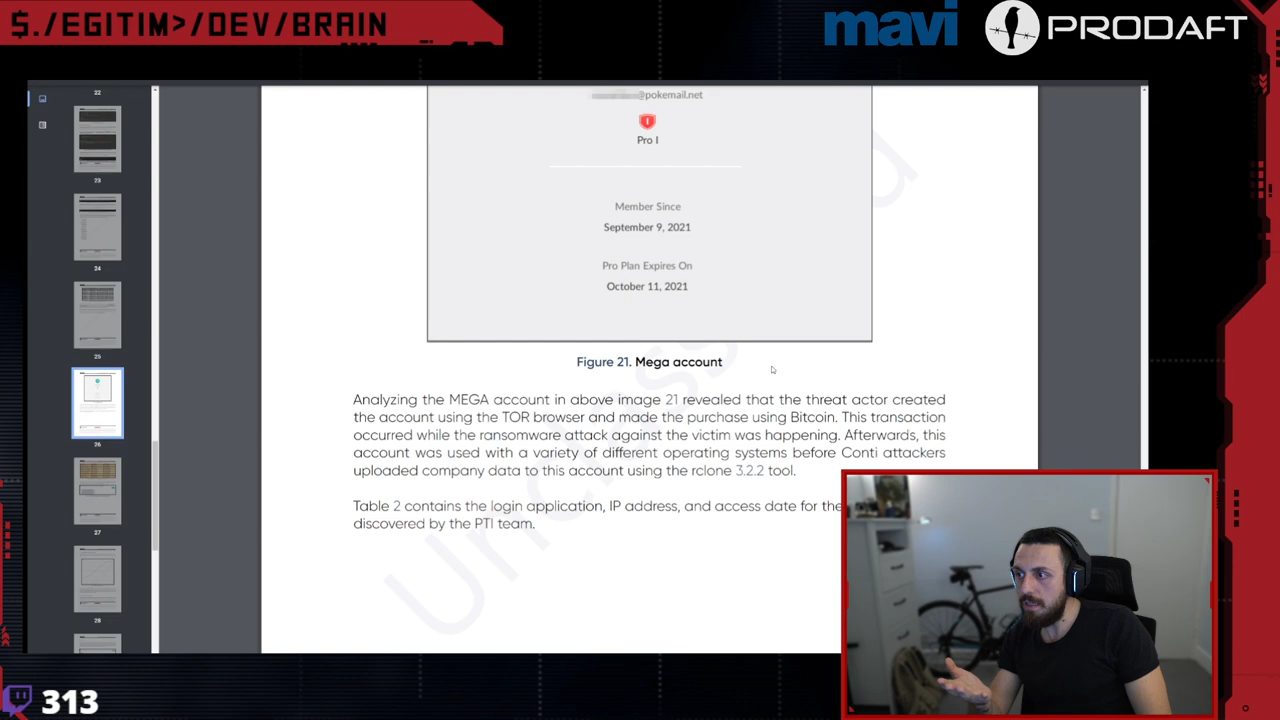 $./EGITIM>/DEV/BRAIN
mavi
PRODAFT
22
23
24
25
26
27
28
@pokemail.net
Pro I
Member Since
September 9, 2021
Pro Plan Expires On
October 11, 2021
Figure 21. Mega account
Analyzing the MEGA account in above image 21 revealed that the threat actor created
the account using the TOR browser and made the purchase using Bitcoin. This transaction
occurred while the ransomware attack against the victim was happening. Afterwards, this
account was used with a variety of different operating systems before Conti attackers
uploaded company data to this account using the rclone 3.2.2 tool.
Table 2 contains the login application, IP address, and access date for the
discovered by the PTI team.
313